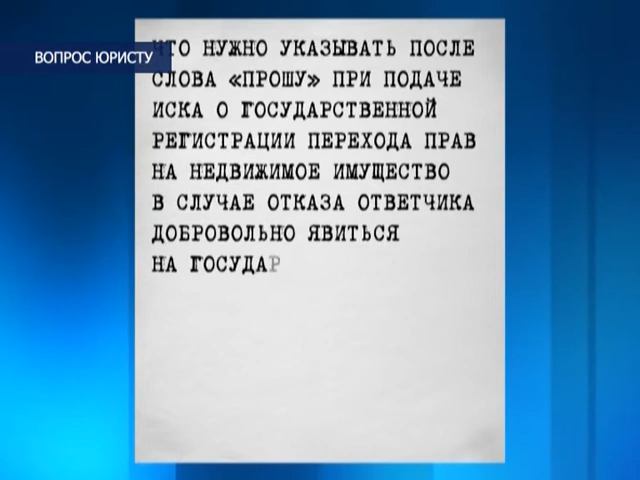 ВОПРОС ЮРИСТУ
ЧТО НУЖНО УКАЗЫВАТЬ ПОСЛЕ
СЛОВА «ПРОШУ» ПРИ ПОДАЧЕ
ИСКА О ГОСУДАРСТВЕННОЙ
РЕГИСТРАЦИИ ПЕРЕХОДА ПРАВ
НА НЕДВИЖИМОЕ ИМУЩЕСТВО
В СЛУЧАЕ ОТКАЗА ОТВЕТЧИКА
ДОБРОВОЛЬНО ЯВИТЬСЯ
НА ГОСУДАР